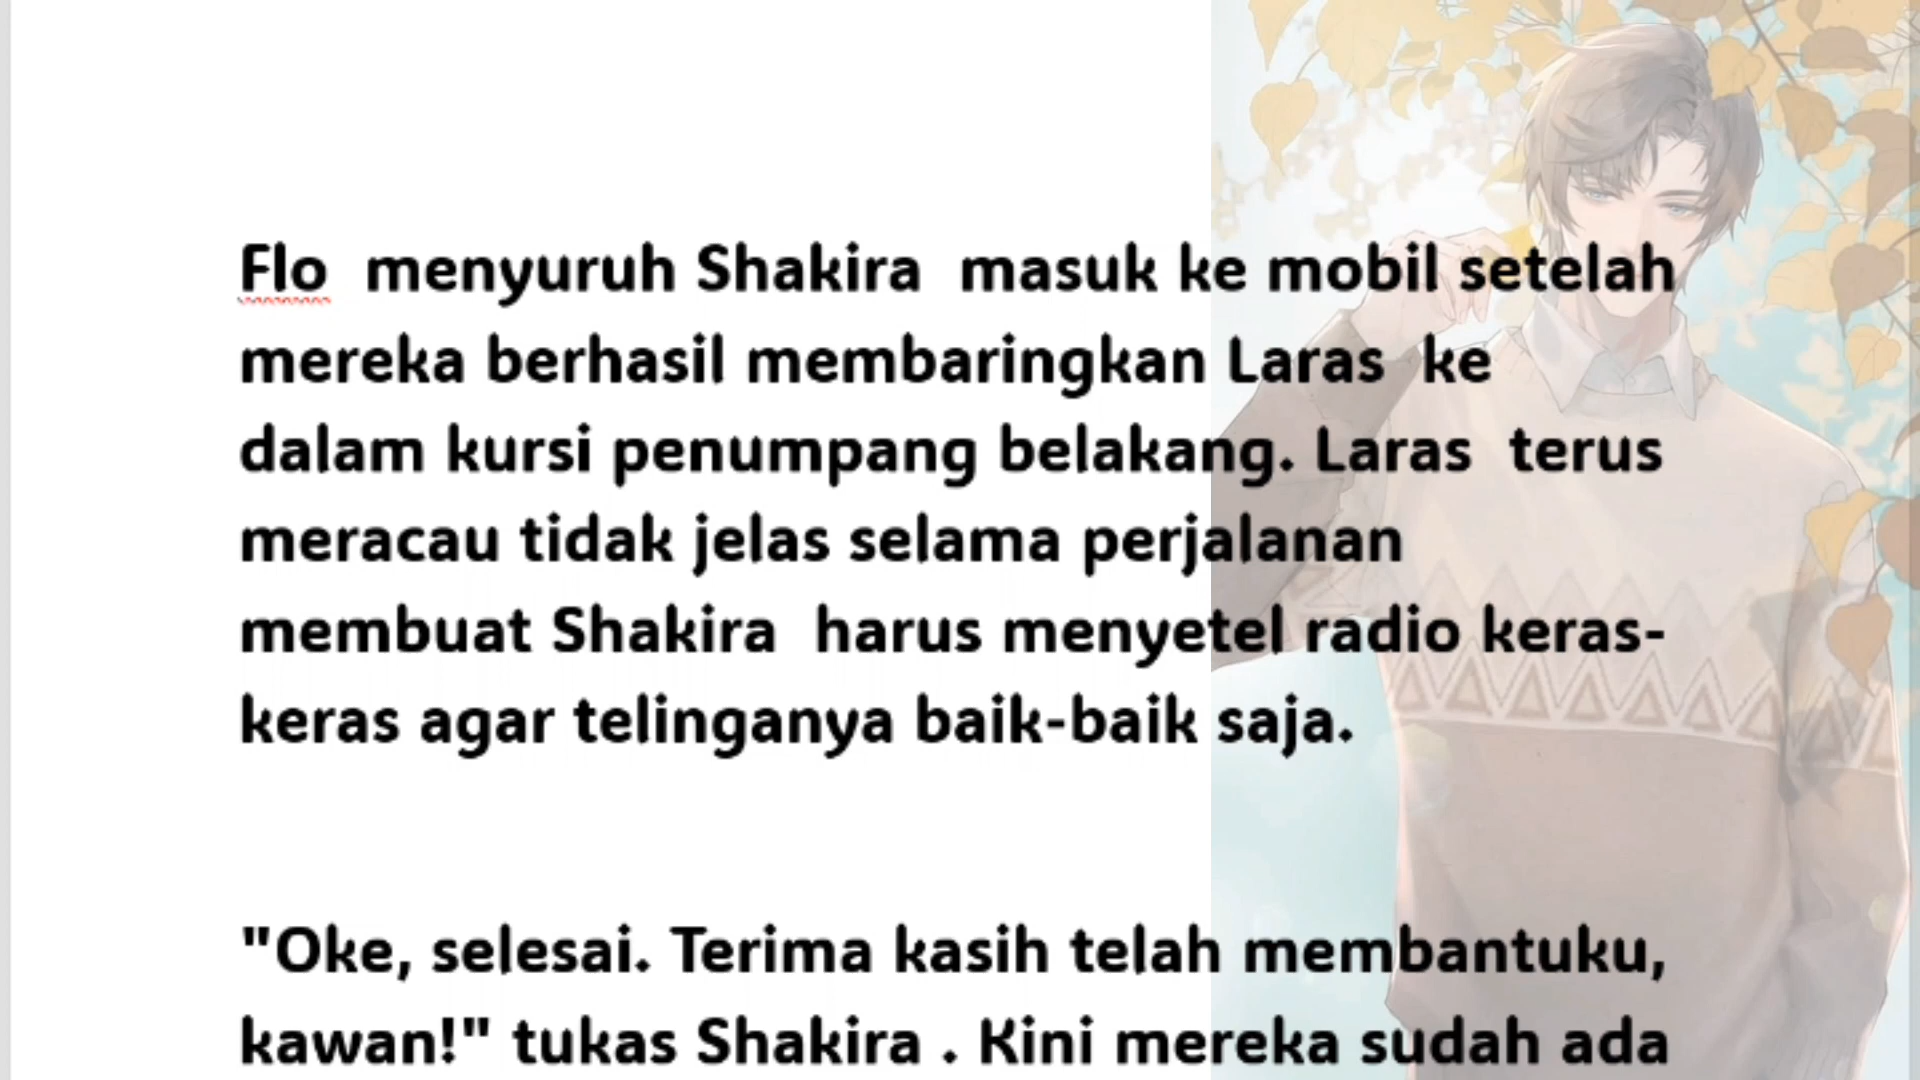 Flo  menyuruh Shakira  masuk ke mobil setelah
mereka berhasil membaringkan Laras  ke
dalam kursi penumpang belakang. Laras  terus
meracau tidak jelas selama perjalanan
membuat Shakira  harus menyetel radio keras-
keras agar telinganya baik-baik saja.
"Oke, selesai. Terima kasih telah membantuku,
kawan!" tukas Shakira . Kini mereka sudah ada